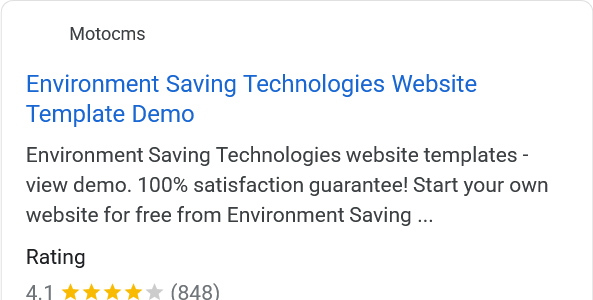 Motocms
Environment Saving Technologies Website
Template Demo
Environment Saving Technologies website templates -
view demo. 100% satisfaction guarantee! Start your own
website for free from Environment Saving ...
Rating
4.1 ★★★★★ (848)